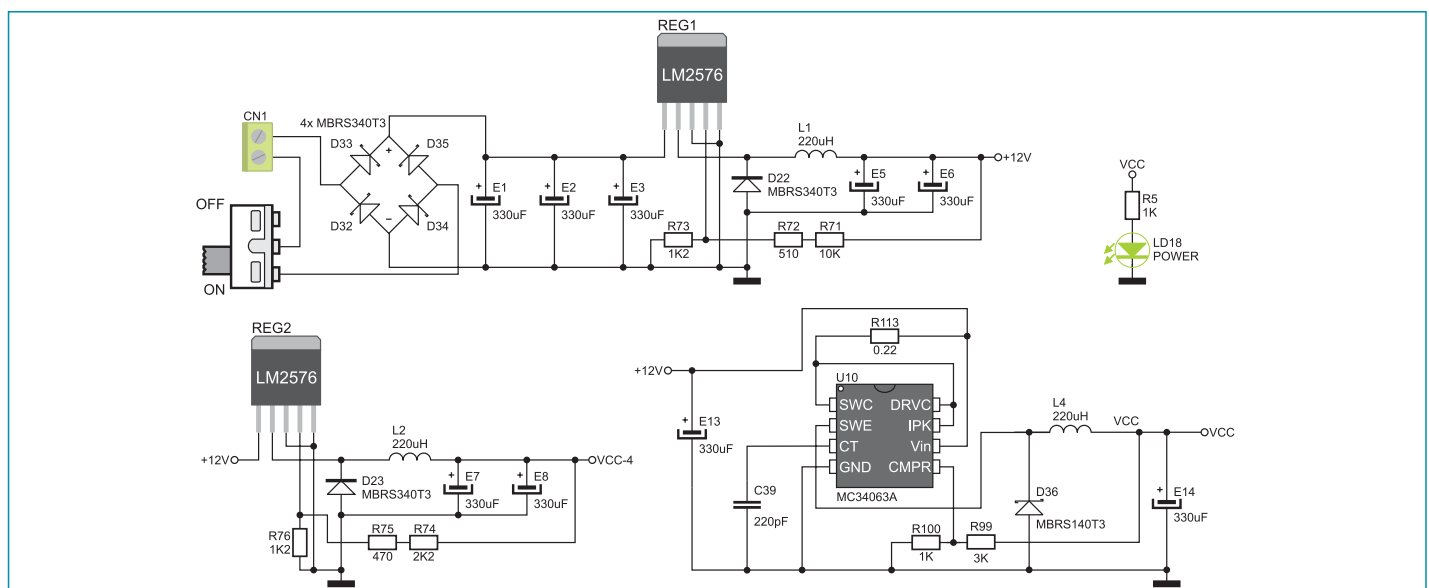 REG1
LM2576
CN1
4x MBRS340T3
D33
D35
+
-
D32
D34
OFF
ON
+ E1
330uF
+ E2
330uF
+ E3
330uF
L1
220uH
+12V
D22
MBRS340T3
+ E5
330uF
+ E6
330uF
R73
1K2
R72
510
R71
10K
VCC
R5
1K
LD18
POWER
REG2
LM2576
+12V
L2
220uH
VCC-4
D23
MBRS340T3
+ E7
330uF
+ E8
330uF
R76
1K2
R75
470
R74
2K2
R113
0.22
+12V
+ E13
330uF
U10
SWC
DRVC
SWE
IPK
CT
Vin
GND
CMPR
MC34063A
C39
220pF
L4
220uH
VCC
VCC
D36
MBRS140T3
+ E14
330uF
R100
1K
R99
3K